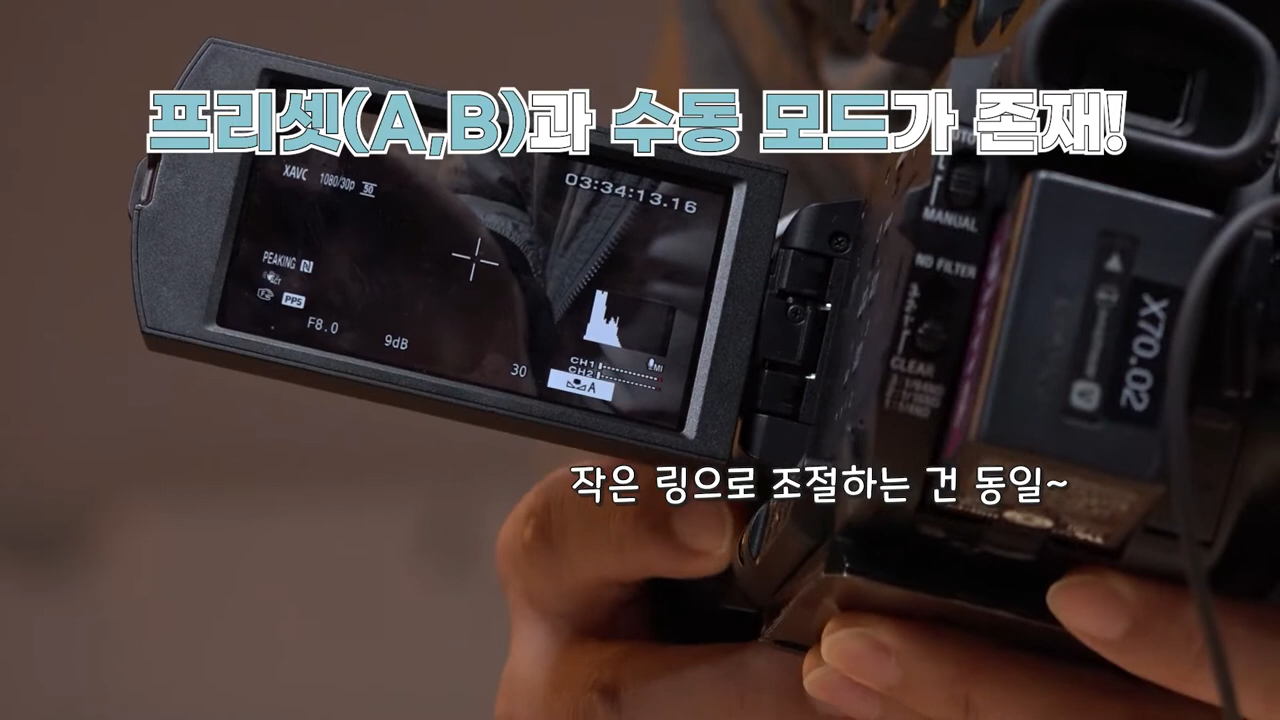 프리셋(A,B)과 수동 모드가 존재!
XAVC 1080/30p 50
03:34:13.16
MANUAL
ND FILTER
PEAKING N
PP5
F8.0
9dB
30
CH1
CH2
A
CLEAR
X70.02
작은 링으로 조절하는 건 동일~